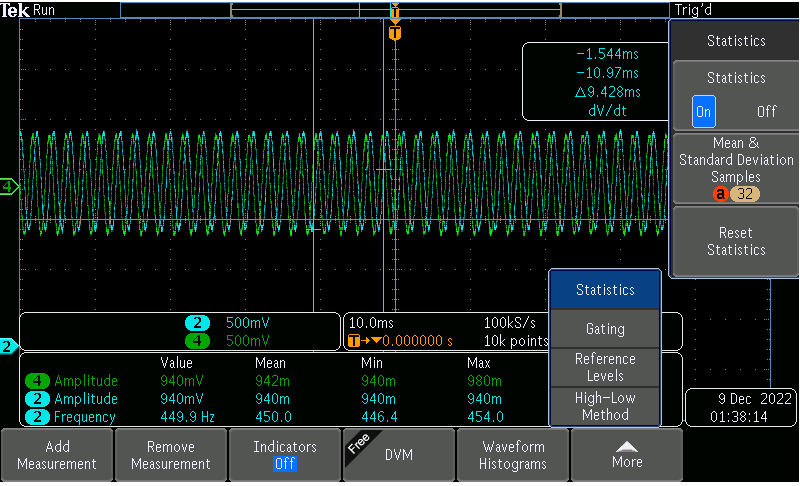 Tek Run Trig'd
T
T
-1.544ms
-10.97ms
△9.428ms
dV/dt
Statistics
Statistics
On Off
Mean &
Standard Deviation
Samples
a 32
Reset
Statistics
4
2
2 500mV
4 500mV
10.0ms 100kS/s
T→▼0.000000 s 10k points
Statistics
Gating
Reference
Levels
High-Low
Method
Value Mean Min Max
4 Amplitude 940mV 942m 940m 980m
2 Amplitude 940mV 940m 940m 940m
2 Frequency 449.9 Hz 450.0 446.4 454.0
9 Dec 2022
01:38:14
Add
Measurement
Remove
Measurement
Indicators
Off
Free
DVM
Waveform
Histograms
More